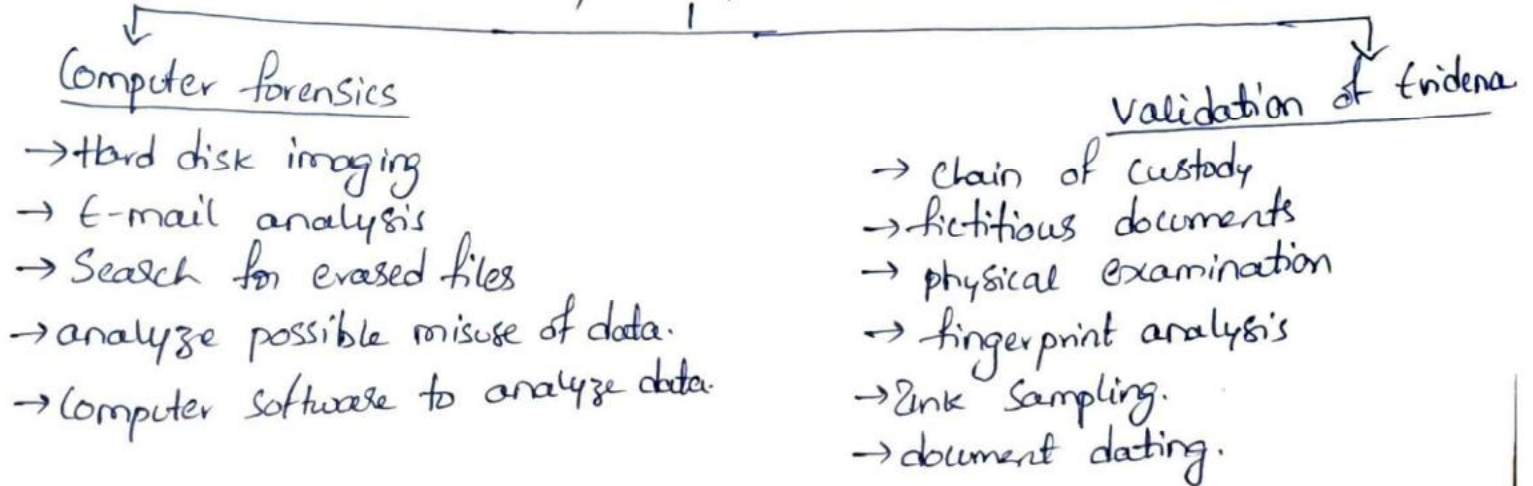 Computer forensics
→ Hard disk imaging
→ E-mail analysis
→ Search for erased files
→ analyze possible misuse of data.
→ Computer software to analyze data.
Validation of Evidence
→ chain of custody
→ fictitious documents
→ physical examination
→ fingerprint analysis
→ Ink Sampling.
→ document dating.